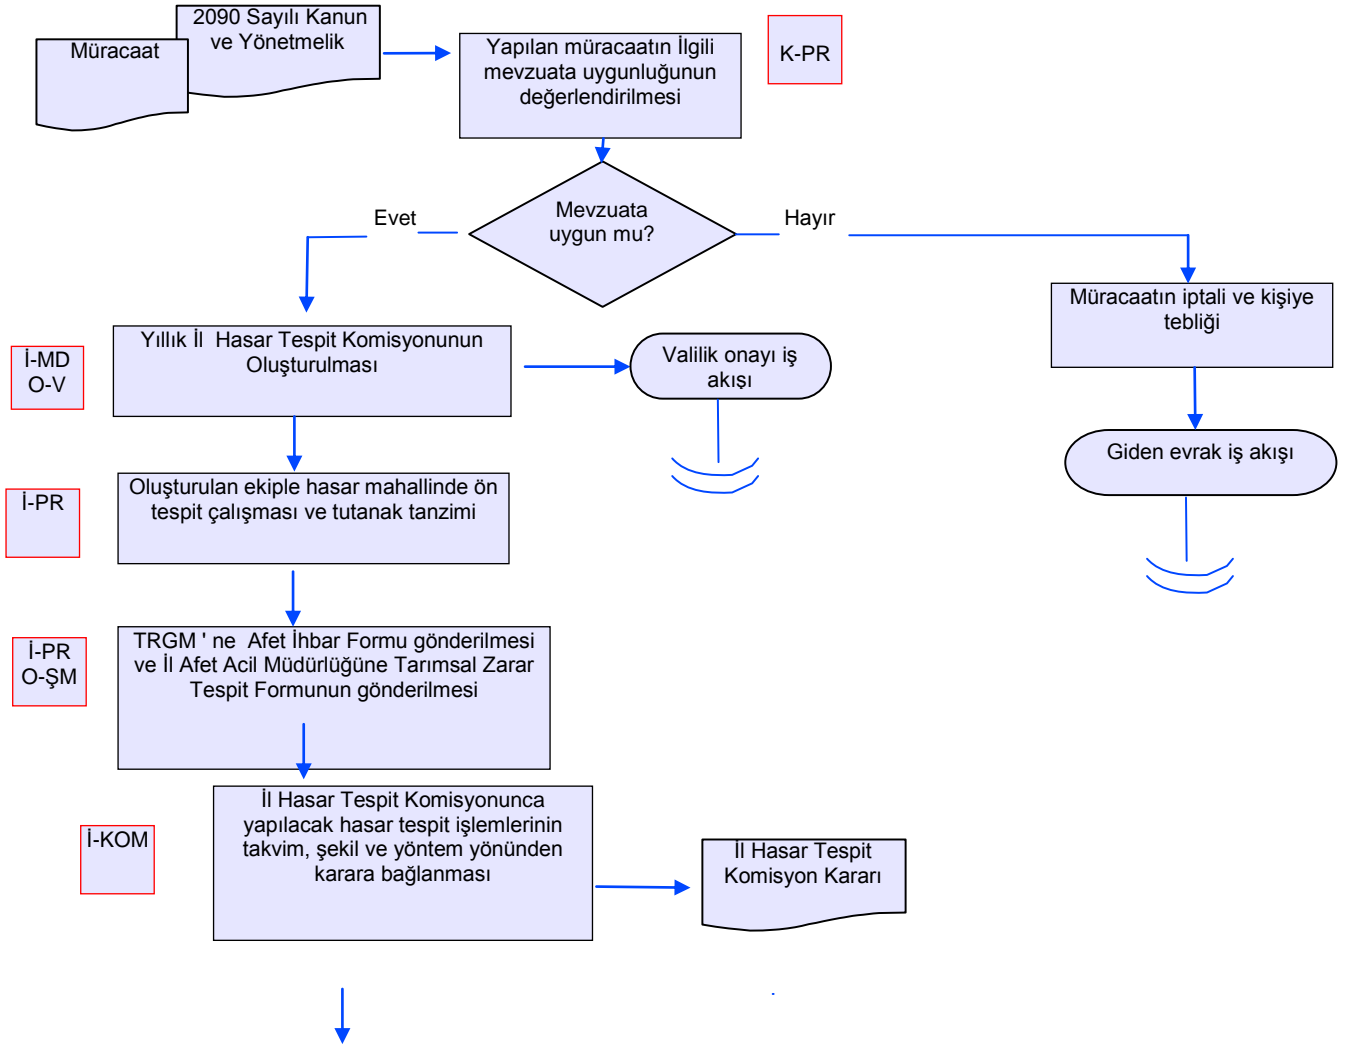 Müracaat
2090 Sayılı Kanun
ve Yönetmelik
Yapılan müracaatın İlgili
mevzuata uygunluğunun
değerlendirilmesi
K-PR
Mevzuata
uygun mu?
Evet
Hayır
Müracaatın iptali ve kişiye
tebliği
Giden evrak iş akışı
İ-MD
O-V
Yıllık İl  Hasar Tespit Komisyonunun
Oluşturulması
Valilik onayı iş
akışı
İ-PR
Oluşturulan ekiple hasar mahallinde ön
tespit çalışması ve tutanak tanzimi
İ-PR
O-ŞM
TRGM ' ne  Afet İhbar Formu gönderilmesi
ve İl Afet Acil Müdürlüğüne Tarımsal Zarar
Tespit Formunun gönderilmesi
İ-KOM
İl Hasar Tespit Komisyonunca
yapılacak hasar tespit işlemlerinin
takvim, şekil ve yöntem yönünden
karara bağlanması
İl Hasar Tespit
Komisyon Kararı